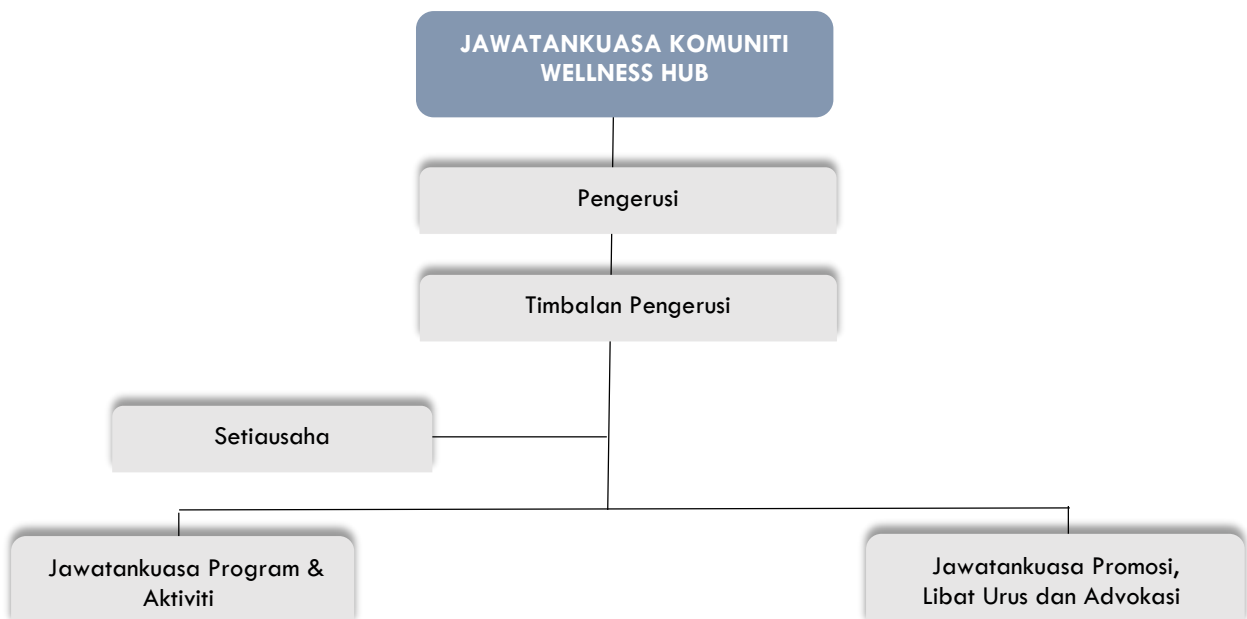 JAWATANKUASA KOMUNITI
WELLNESS HUB
Pengerusi
Timbalan Pengerusi
Setiausaha
Jawatankuasa Program &
Aktiviti
Jawatankuasa Promosi,
Libat Urus dan Advokasi